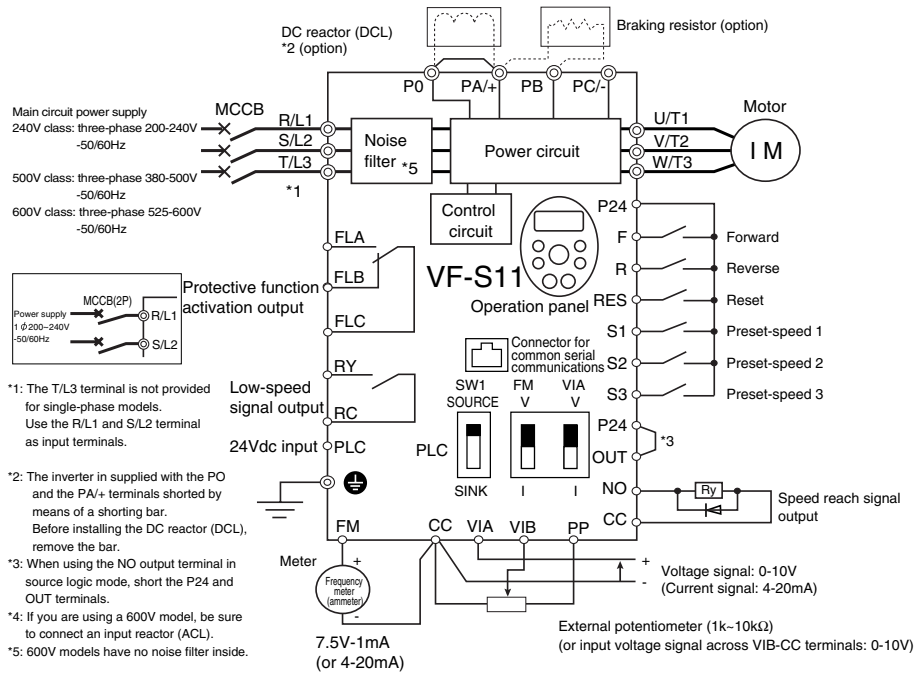 DC reactor (DCL)
*2 (option)
Braking resistor (option)
P0 PA/+ PB PC/-
Main circuit power supply
240V class: three-phase 200-240V
-50/60Hz
500V class: three-phase 380-500V
-50/60Hz
600V class: three-phase 525-600V
-50/60Hz
MCCB
R/L1
S/L2
T/L3
*1
Noise
filter *5
Power circuit
Control
circuit
U/T1
V/T2
W/T3
Motor
I M
P24
F Forward
R Reverse
RES Reset
S1 Preset-speed 1
S2 Preset-speed 2
S3 Preset-speed 3
P24
OUT
*3
NO
CC
Ry
Speed reach signal
output
FLA
FLB
FLC
Protective function
activation output
VF-S11
Operation panel
Connector for
common serial
communications
RY
RC
Low-speed
signal output
24Vdc input PLC
SW1 FM VIA
SOURCE V V
PLC
SINK I I
MCCB(2P)
Power supply
1ϕ200~240V
-50/60Hz
R/L1
S/L2
*1: The T/L3 terminal is not provided
for single-phase models.
Use the R/L1 and S/L2 terminal
as input terminals.
*2: The inverter in supplied with the PO
and the PA/+ terminals shorted by
means of a shorting bar.
Before installing the DC reactor (DCL),
remove the bar.
*3: When using the NO output terminal in
source logic mode, short the P24 and
OUT terminals.
*4: If you are using a 600V model, be sure
to connect an input reactor (ACL).
*5: 600V models have no noise filter inside.
FM CC VIA VIB PP
Meter
+
Frequency
meter
(ammeter)
-
7.5V-1mA
(or 4-20mA)
+
-
Voltage signal: 0-10V
(Current signal: 4-20mA)
External potentiometer (1k~10kΩ)
(or input voltage signal across VIB-CC terminals: 0-10V)